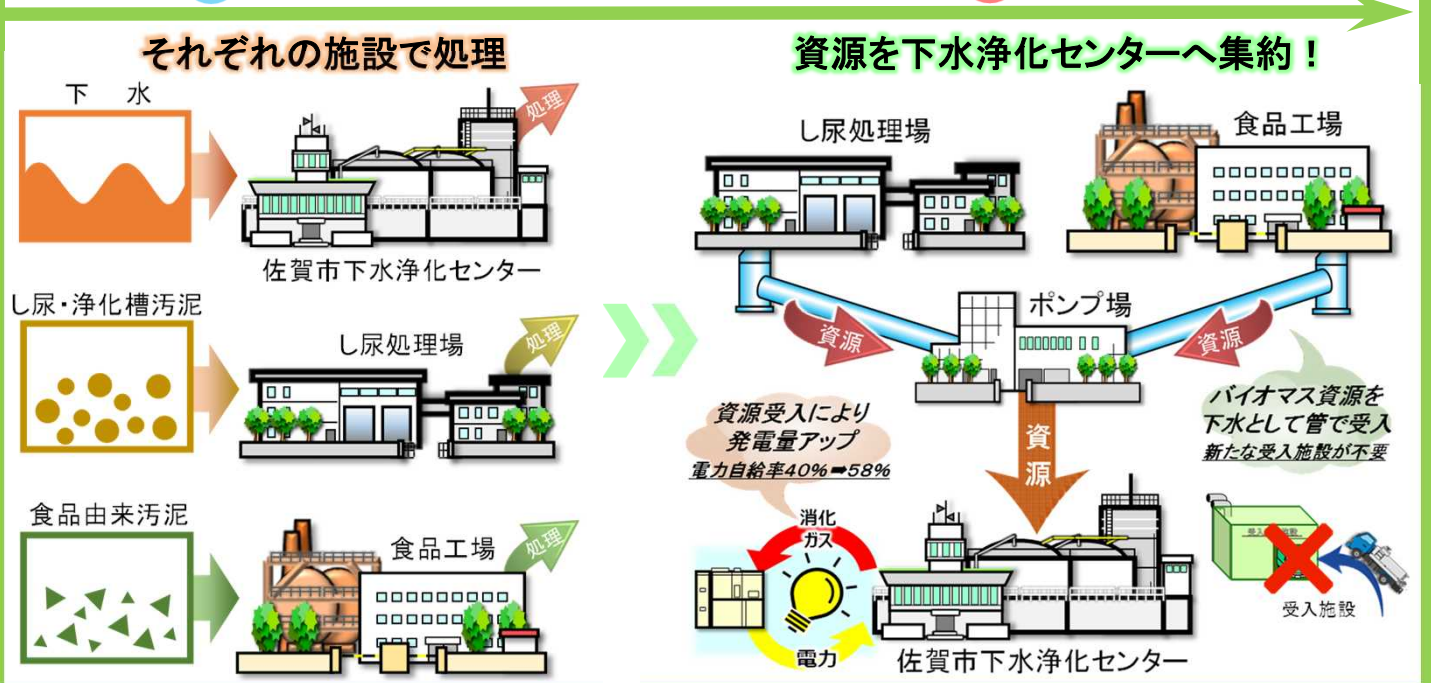 それぞれの施設で処理
下 水
処理
佐賀市下水浄化センター
し尿・浄化槽汚泥
し尿処理場
処理
食品由来汚泥
食品工場
処理
資源を下水浄化センターへ集約！
し尿処理場
食品工場
ポンプ場
資源
資源
資源受入により
発電量アップ
電力自給率40%➡58%
バイオマス資源を
下水として管で受入
新たな受入施設が不要
資源
消化
ガス
電力
佐賀市下水浄化センター
受入施設